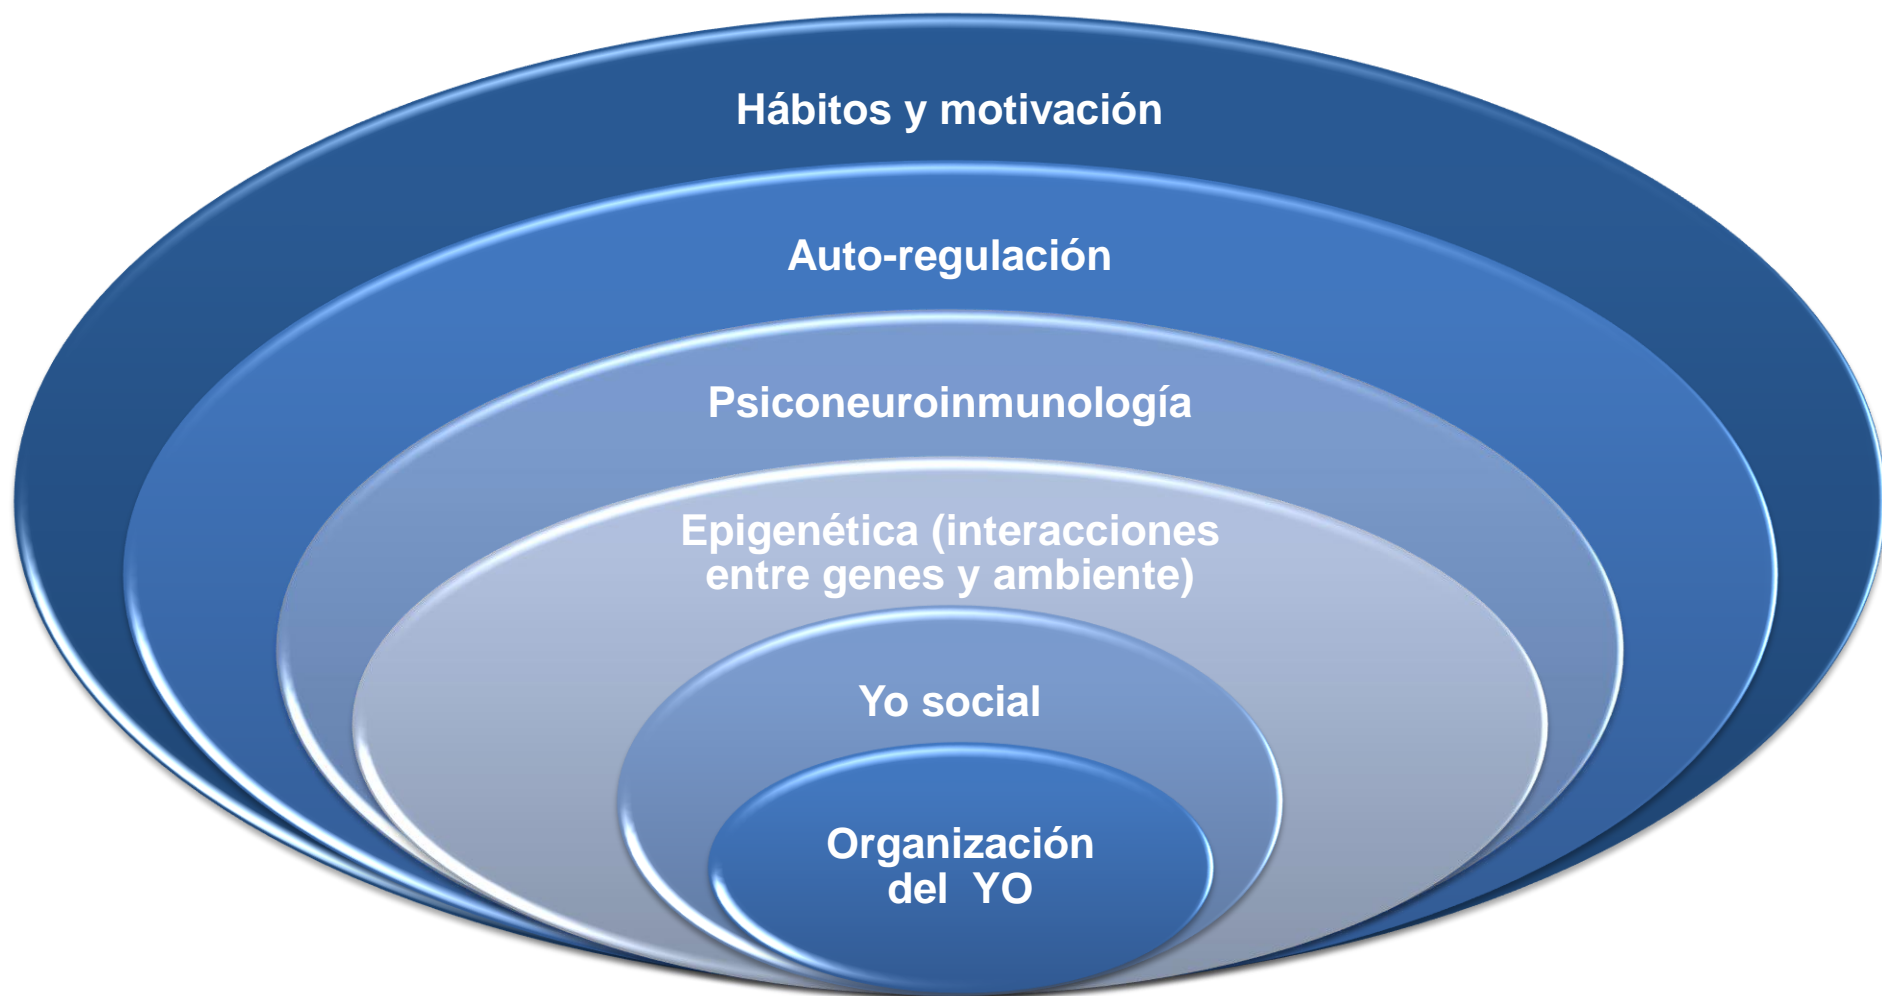 Hábitos y motivación
Auto-regulación
Psiconeuroinmunología
Epigenética (interacciones
entre genes y ambiente)
Yo social
Organización
del  YO